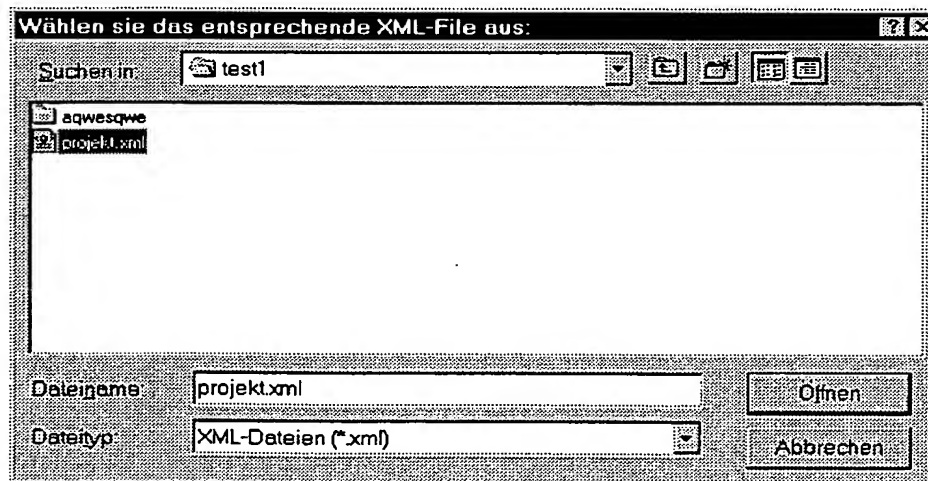 Wählen sie das entsprechende XML-File aus:
Suchen in: test1
aqwesqwe
projekt.xml
Dateiname: projekt.xml Öffnen
Dateityp: XML-Dateien (*.xml) Abbrechen